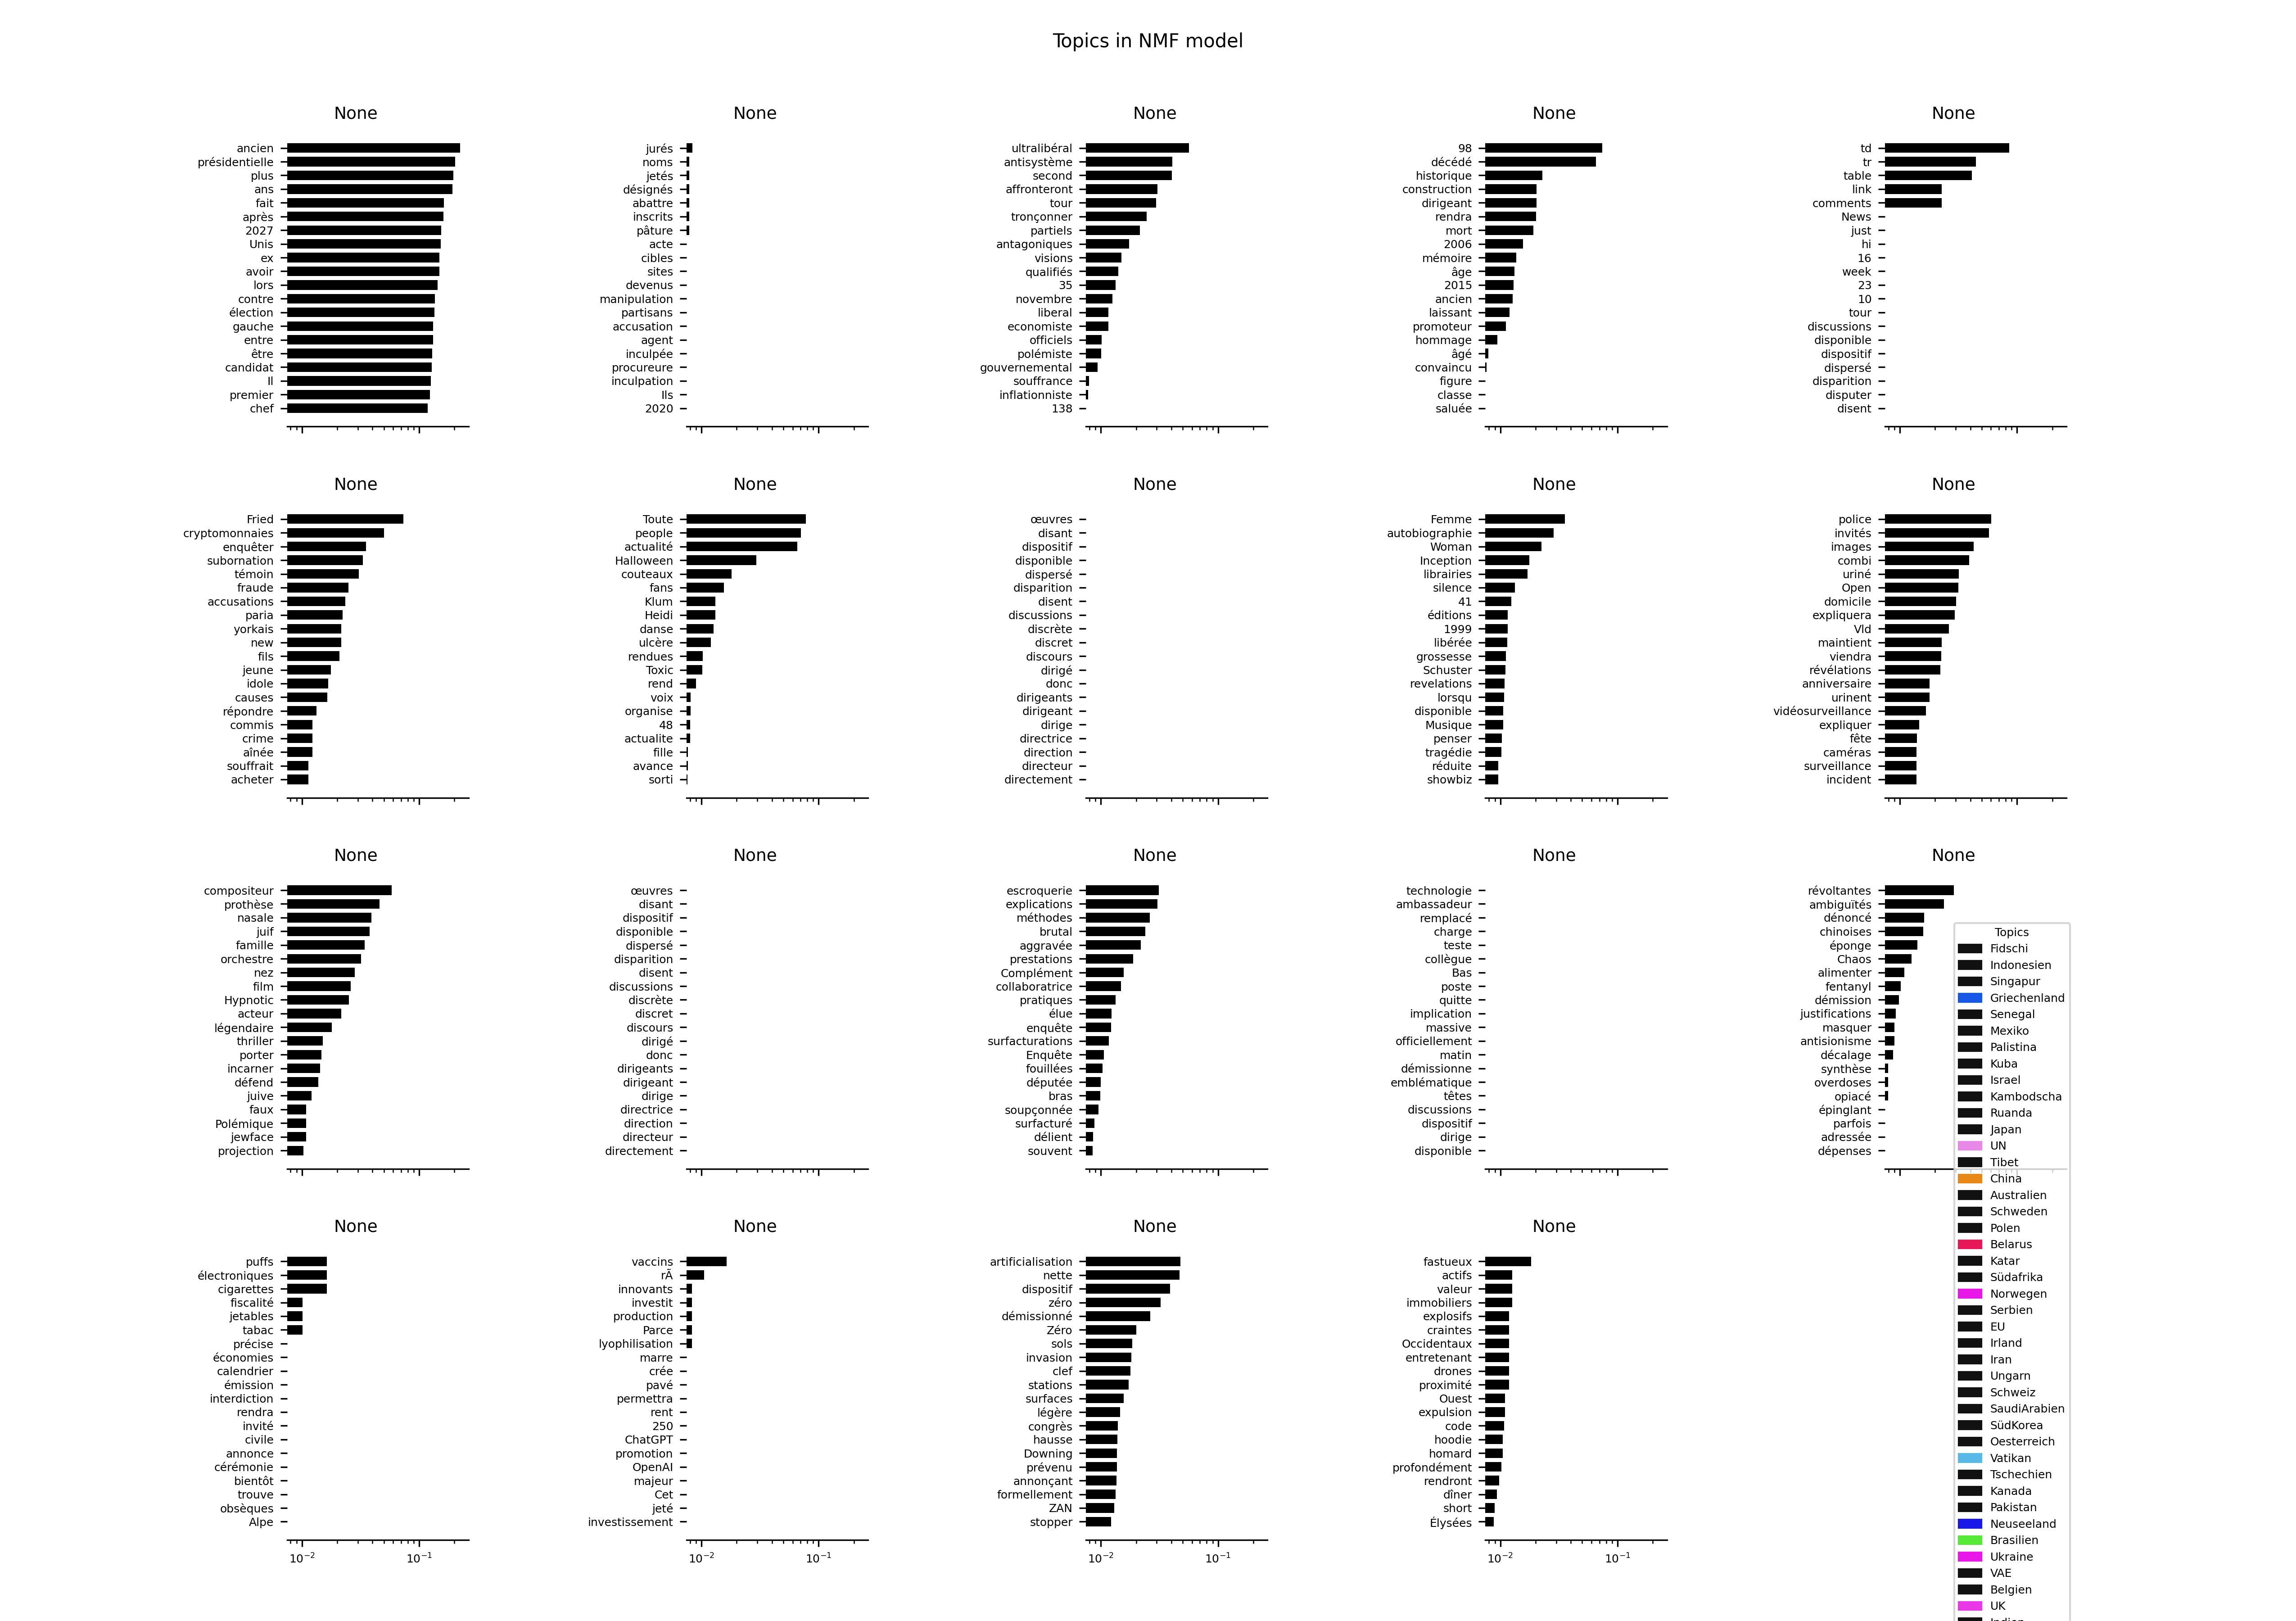 Topics in NMF model
None
ancien
présidentielle
plus
ans
fait
après
2027
Unis
ex
avoir
lors
contre
élection
gauche
entre
être
candidat
Il
premier
chef
None
jurés
noms
jetés
désignés
abattre
inscrits
pâture
acte
cibles
sites
devenus
manipulation
partisans
accusation
agent
inculpée
procureure
inculpation
Ils
2020
None
ultralibéral
antisystème
second
affronteront
tour
tronçonner
partiels
antagoniques
visions
qualifiés
35
novembre
liberal
economiste
officiels
polémiste
gouvernemental
souffrance
inflationniste
138
None
98
décédé
historique
construction
dirigeant
rendra
mort
2006
mémoire
âge
2015
ancien
laissant
promoteur
hommage
âgé
convaincu
figure
classe
saluée
None
td
tr
table
link
comments
News
just
hi
16
week
23
10
tour
discussions
disponible
dispositif
dispersé
disparition
disputer
disent
None
Fried
cryptomonnaies
enquêter
subornation
témoin
fraude
accusations
paria
yorkais
new
fils
jeune
idole
causes
répondre
commis
crime
aînée
souffrait
acheter
None
Toute
people
actualité
Halloween
couteaux
fans
Klum
Heidi
danse
ulcère
rendues
Toxic
rend
voix
organise
48
actualite
fille
avance
sorti
None
œuvres
disant
dispositif
disponible
dispersé
disparition
disent
discussions
discrète
discret
discours
dirigé
donc
dirigeants
dirigeant
dirige
directrice
direction
directeur
directement
None
Femme
autobiographie
Woman
Inception
librairies
silence
41
éditions
1999
libérée
grossesse
Schuster
revelations
lorsqu
disponible
Musique
penser
tragédie
réduite
showbiz
None
police
invités
images
combi
uriné
Open
domicile
expliquera
Vld
maintient
viendra
révélations
anniversaire
urinent
vidéosurveillance
expliquer
fête
caméras
surveillance
incident
None
compositeur
prothèse
nasale
juif
famille
orchestre
nez
film
Hypnotic
acteur
légendaire
thriller
porter
incarner
défend
juive
faux
Polémique
jewface
projection
None
œuvres
disant
dispositif
disponible
dispersé
disparition
disent
discussions
discrète
discret
discours
dirigé
donc
dirigeants
dirigeant
dirige
directrice
direction
directeur
directement
None
escroquerie
explications
méthodes
brutal
aggravée
prestations
Complément
collaboratrice
pratiques
élue
enquête
surfacturations
Enquête
fouillées
députée
bras
soupçonnée
surfacturé
délient
souvent
None
technologie
ambassadeur
remplacé
charge
teste
collègue
Bas
poste
quitte
implication
massive
officiellement
matin
démissionne
emblématique
têtes
discussions
dispositif
dirige
disponible
None
révoltantes
ambiguïtés
dénoncé
chinoises
éponge
Chaos
alimenter
fentanyl
démission
justifications
masquer
antisionisme
décalage
synthèse
overdoses
opiacé
épinglant
parfois
adressée
dépenses
None
puffs
électroniques
cigarettes
fiscalité
jetables
tabac
précise
économies
calendrier
émission
interdiction
rendra
invité
civile
annonce
cérémonie
bientôt
trouve
obsèques
Alpe
10⁻² 10⁻¹
None
vaccins
rÃ
innovants
investit
production
Parce
lyophilisation
marre
crée
pavé
permettra
rent
250
ChatGPT
promotion
OpenAI
majeur
Cet
jeté
investissement
10⁻² 10⁻¹
None
artificialisation
nette
dispositif
zéro
démissionné
Zéro
sols
invasion
clef
stations
surfaces
légère
congrès
hausse
Downing
prévenu
annonçant
formellement
ZAN
stopper
10⁻² 10⁻¹
None
fastueux
actifs
valeur
immobiliers
explosifs
craintes
Occidentaux
entretenant
drones
proximité
Ouest
expulsion
code
hoodie
homard
profondément
rendront
dîner
short
Élysées
10⁻² 10⁻¹
Topics
Fidschi
Indonesien
Singapur
Griechenland
Senegal
Mexiko
Palistina
Kuba
Israel
Kambodscha
Ruanda
Japan
UN
Tibet
China
Australien
Schweden
Polen
Belarus
Katar
Südafrika
Norwegen
Serbien
EU
Irland
Iran
Ungarn
Schweiz
SaudiArabien
SüdKorea
Oesterreich
Vatikan
Tschechien
Kanada
Pakistan
Neuseeland
Brasilien
Ukraine
VAE
Belgien
UK